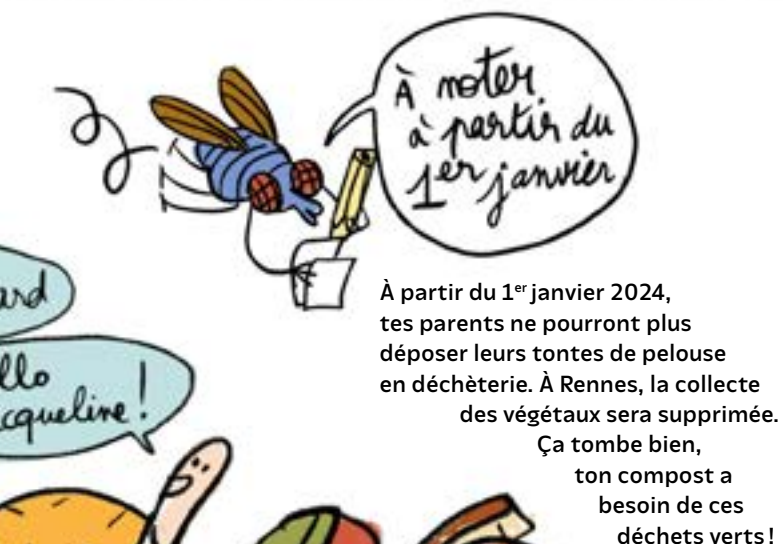 À noter
à partir du
1er janvier
ard
llo
cqueline !
À partir du 1er janvier 2024,
tes parents ne pourront plus
déposer leurs tontes de pelouse
en déchèterie. À Rennes, la collecte
des végétaux sera supprimée.
Ça tombe bien,
ton compost a
besoin de ces
déchets verts !